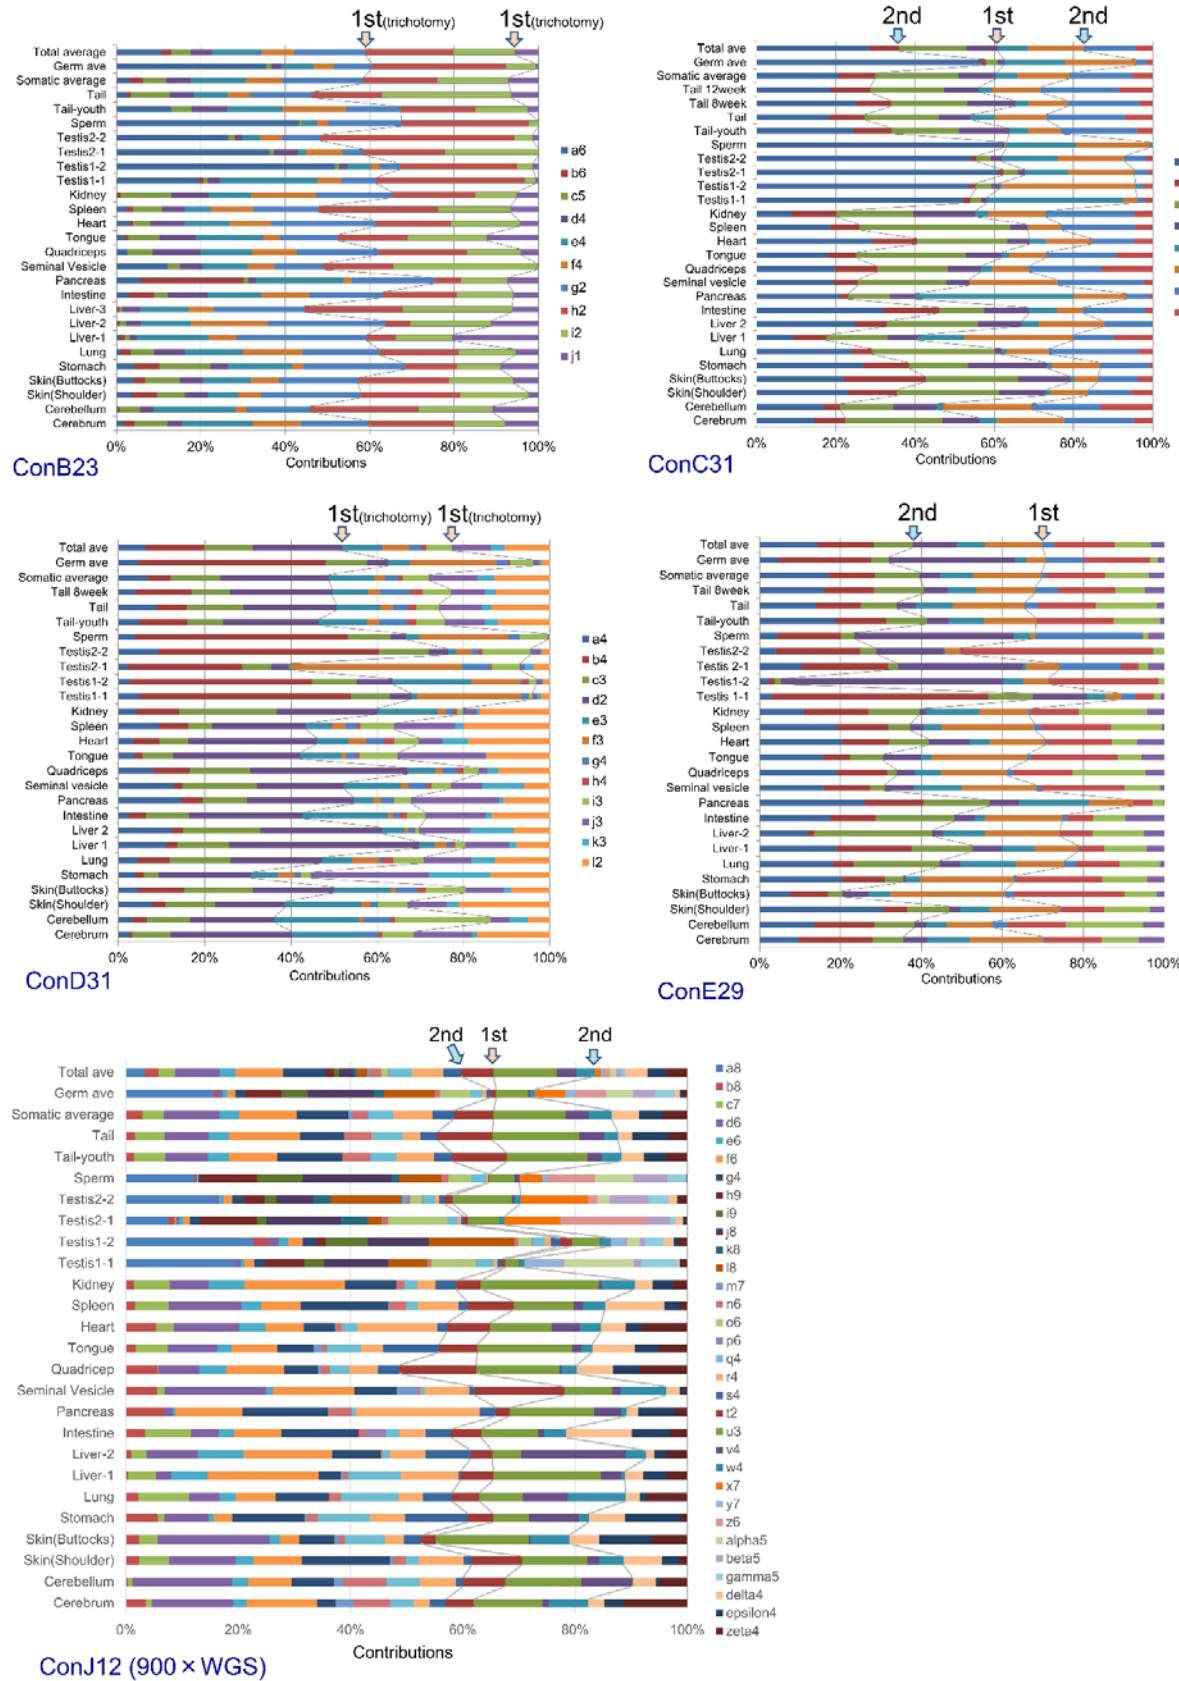 1st(trichotomy) 1st(trichotomy)
Total average
Germ ave
Somatic average
Tail
Tail-youth
Sperm
Testis2-2
Testis2-1
Testis1-2
Testis1-1
Kidney
Spleen
Heart
Tongue
Quadriceps
Seminal Vesicle
Pancreas
Intestine
Liver-3
Liver-2
Liver-1
Lung
Stomach
Skin(Buttocks)
Skin(Shoulder)
Cerebellum
Cerebrum
0% 20% 40% 60% 80% 100%
Contributions
a6
b6
c5
d4
e4
f4
g2
h2
i2
j1
ConB23
2nd 1st 2nd
Total ave
Germ ave
Somatic average
Tail 12week
Tail 8week
Tail
Tail-youth
Sperm
Testis2-2
Testis2-1
Testis1-2
Testis1-1
Kidney
Spleen
Heart
Tongue
Quadriceps
Seminal vesicle
Pancreas
Intestine
Liver 2
Liver 1
Lung
Stomach
Skin(Buttocks)
Skin(Shoulder)
Cerebellum
Cerebrum
0% 20% 40% 60% 80% 100%
Contributions
ConC31
1st(trichotomy) 1st(trichotomy)
Total ave
Germ ave
Somatic average
Tail 8week
Tail
Tail-youth
Sperm
Testis2-2
Testis2-1
Testis1-2
Testis1-1
Kidney
Spleen
Heart
Tongue
Quadriceps
Seminal vesicle
Pancreas
Intestine
Liver 2
Liver 1
Lung
Stomach
Skin(Buttocks)
Skin(Shoulder)
Cerebellum
Cerebrum
0% 20% 40% 60% 80% 100%
Contributions
a4
b4
c3
d2
e3
f3
g4
h4
i3
j3
k3
l2
ConD31
2nd 1st
Total ave
Germ ave
Somatic average
Tail 8week
Tail
Tail-youth
Sperm
Testis2-2
Testis 2-1
Testis1-2
Testis 1-1
Kidney
Spleen
Heart
Tongue
Quadriceps
Seminal vesicle
Pancreas
Intestine
Liver-2
Liver-1
Lung
Stomach
Skin(Buttocks)
Skin(Shoulder)
Cerebellum
Cerebrum
0% 20% 40% 60% 80% 100%
Contributions
ConE29
2nd 1st 2nd
Total ave
Germ ave
Somatic average
Tail
Tail-youth
Sperm
Testis2-2
Testis2-1
Testis1-2
Testis1-1
Kidney
Spleen
Heart
Tongue
Quadricep
Seminal Vesicle
Pancreas
Intestine
Liver-2
Liver-1
Lung
Stomach
Skin(Buttocks)
Skin(Shoulder)
Cerebellum
Cerebrum
0% 20% 40% 60% 80% 100%
Contributions
a8
b8
c7
d6
e6
f6
g4
h9
i9
j8
k8
l8
m7
n6
o6
p6
q4
r4
s4
t2
u3
v4
w4
x7
y7
z6
alpha5
beta5
gamma5
delta4
epsilon4
zeta4
ConJ12 (900×WGS)